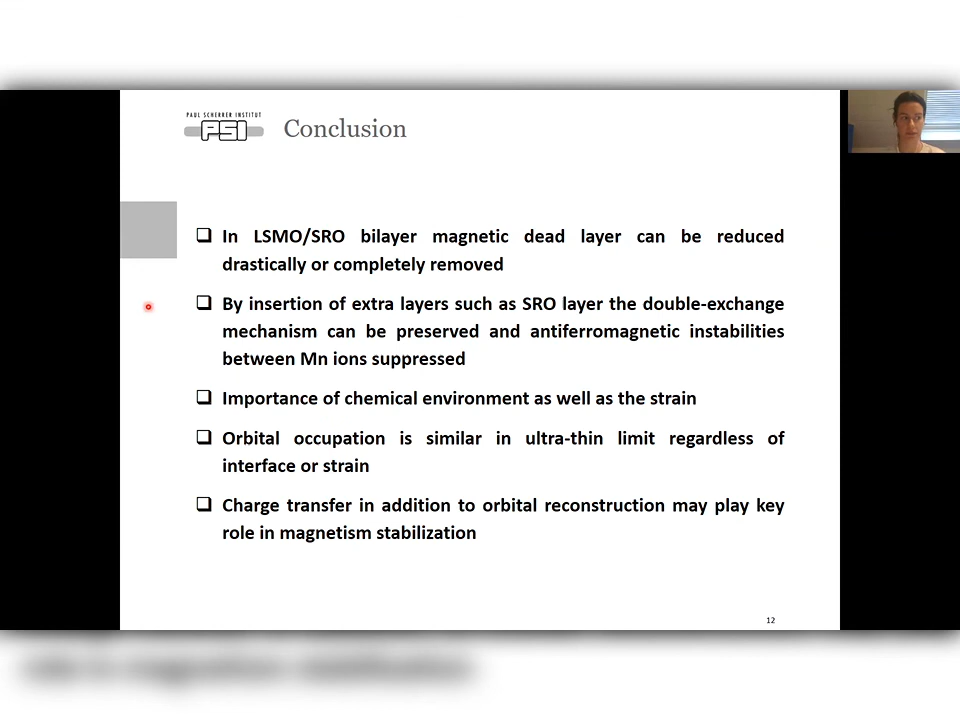 PAUL SCHERRER INSTITUT
PSI
Conclusion
In LSMO/SRO bilayer magnetic dead layer can be reduced
drastically or completely removed
By insertion of extra layers such as SRO layer the double-exchange
mechanism can be preserved and antiferromagnetic instabilities
between Mn ions suppressed
Importance of chemical environment as well as the strain
Orbital occupation is similar in ultra-thin limit regardless of
interface or strain
Charge transfer in addition to orbital reconstruction may play key
role in magnetism stabilization
12